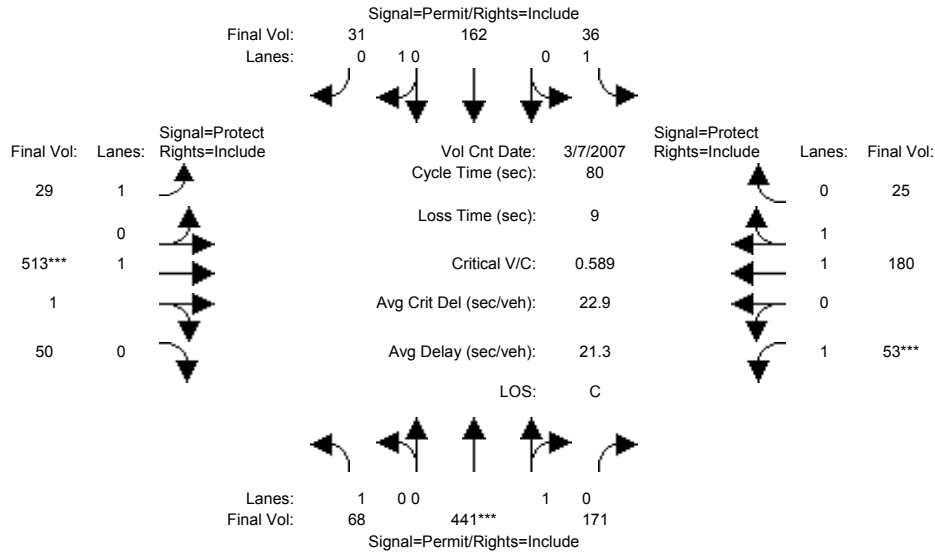 Signal=Permit/Rights=Include
Final Vol: 31 162 36
Lanes: 0 1 0 0 1
Signal=Protect Signal=Protect
Final Vol: Lanes: Rights=Include Vol Cnt Date: 3/7/2007 Rights=Include Lanes: Final Vol:
Cycle Time (sec): 80
29 1 0 25
Loss Time (sec): 9
0 1
513*** 1 Critical V/C: 0.589 1 180
1 Avg Crit Del (sec/veh): 22.9 0
50 0 Avg Delay (sec/veh): 21.3 1 53***
LOS: C
Lanes: 1 0 0 1 0
Final Vol: 68 441*** 171
Signal=Permit/Rights=Include